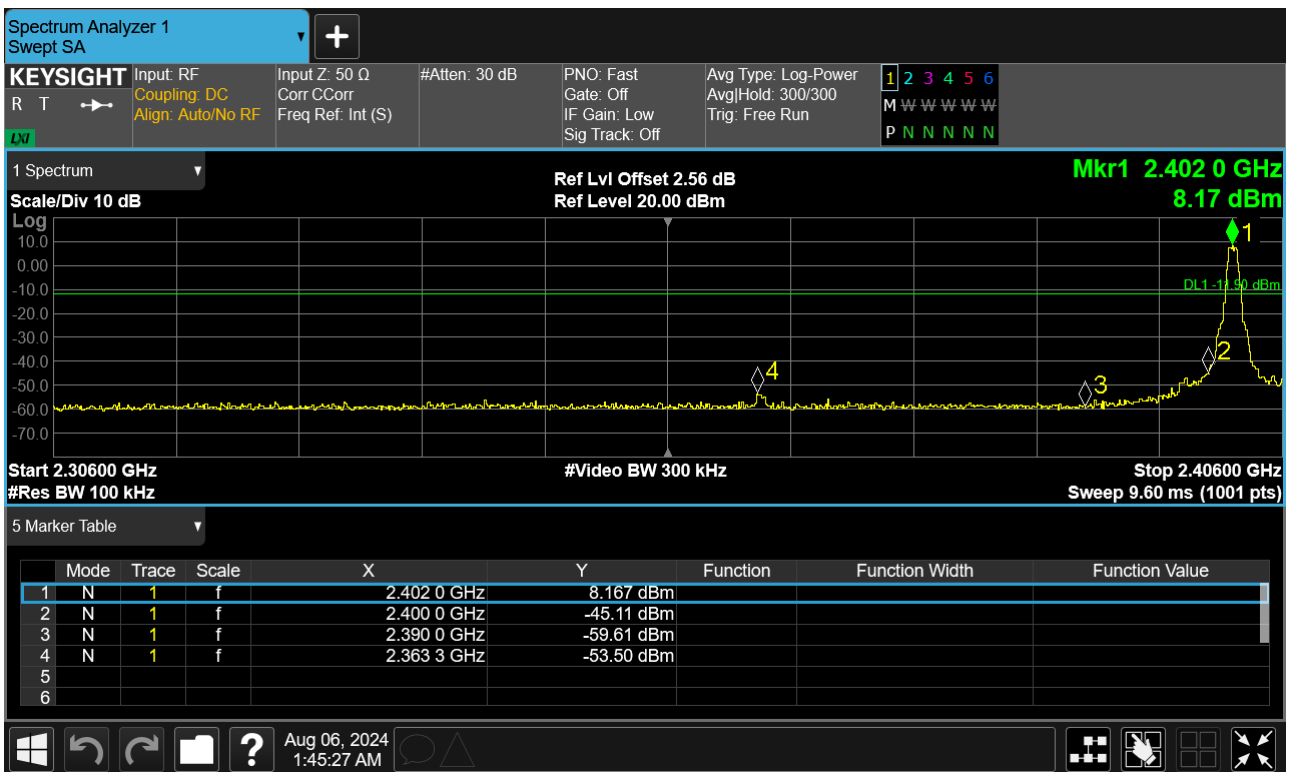 Spectrum Analyzer 1
Swept SA
KEYSIGHT
R T
LXI
Input: RF
Coupling: DC
Align: Auto/No RF
Input Z: 50 Ω
Corr CCorr
Freq Ref: Int (S)
#Atten: 30 dB
PNO: Fast
Gate: Off
IF Gain: Low
Sig Track: Off
Avg Type: Log-Power
Avg|Hold: 300/300
Trig: Free Run
1 2 3 4 5 6
M W W W W W
P N N N N N
1 Spectrum
Scale/Div 10 dB
Ref Lvl Offset 2.56 dB
Ref Level 20.00 dBm
Mkr1 2.402 0 GHz
8.17 dBm
Log
10.0
0.00
-10.0
-20.0
-30.0
-40.0
-50.0
-60.0
-70.0
1
DL1 -11.90 dBm
2
4
3
Start 2.30600 GHz
#Video BW 300 kHz
Stop 2.40600 GHz
#Res BW 100 kHz
Sweep 9.60 ms (1001 pts)
5 Marker Table
Mode Trace Scale X Y Function Function Width Function Value
1 N 1 f 2.402 0 GHz 8.167 dBm
2 N 1 f 2.400 0 GHz -45.11 dBm
3 N 1 f 2.390 0 GHz -59.61 dBm
4 N 1 f 2.363 3 GHz -53.50 dBm
5
6
?
Aug 06, 2024
1:45:27 AM